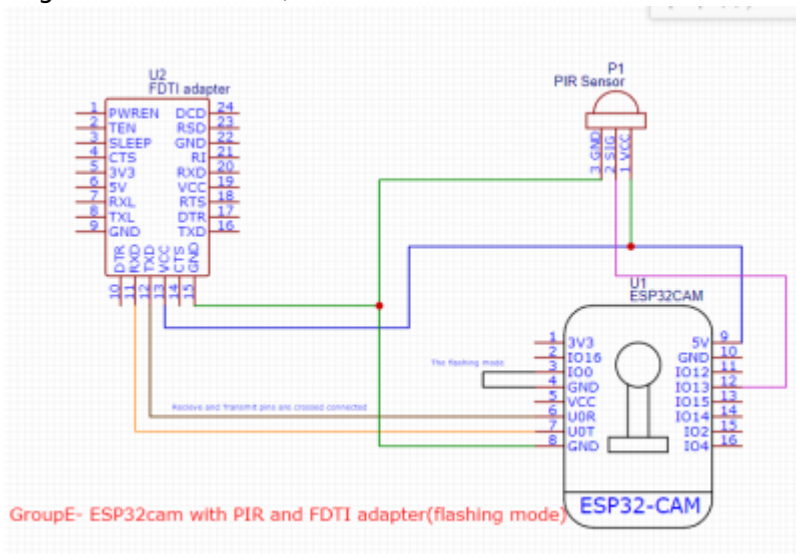 U2
FDTI adapter
1 PWREN DCD 24
2 TEN RSD 23
3 SLEEP GND 22
4 CTS RI 21
5 3V3 RXD 20
6 5V VCC 19
7 RXL RTS 18
8 TXL DTR 17
9 GND TXD 16
DTR RXD TXD VCC CTS GND
10 11 12 13 14 15
P1
PIR Sensor
3 GND
2 SIG
1 VCC
U1
ESP32CAM
1 3V3 5V 9
2 IO16 GND 10
3 IO0 IO12 11
4 GND IO13 12
5 VCC IO15 13
6 U0R IO14 14
7 U0T IO2 15
8 GND IO4 16
The flashing mode
Recieve and Transmit pins are crossed connected
ESP32-CAM
GroupE- ESP32cam with PIR and FDTI adapter(flashing mode)